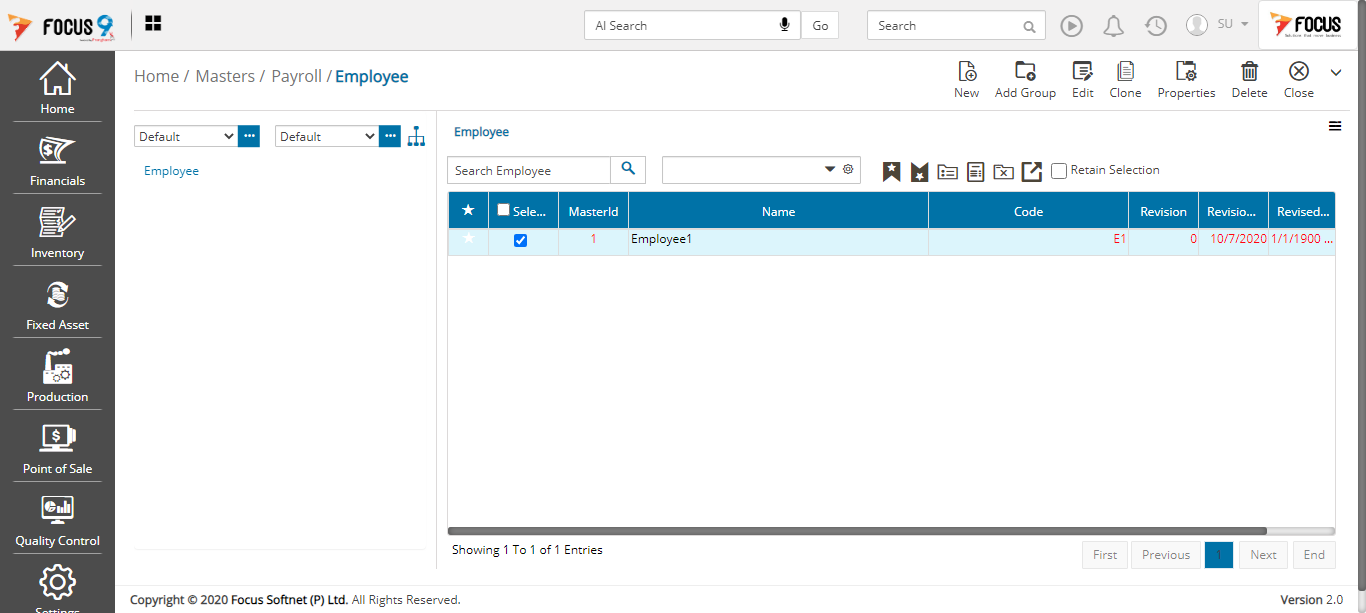 FOCUS 9
AI Search
Go
Search
SU
FOCUS
Home
Financials
Inventory
Fixed Asset
Production
Point of Sale
Quality Control
Settings
Home / Masters / Payroll / Employee
New
Add Group
Edit
Clone
Properties
Delete
Close
Default
Default
Employee
Employee
Search Employee
Retain Selection
Sele... MasterId Name Code Revision Revisio... Revised...
1 Employee1 E1 0 10/7/2020 1/1/1900 ...
Showing 1 To 1 of 1 Entries
First Previous 1 Next End
Copyright © 2020 Focus Softnet (P) Ltd. All Rights Reserved.
Version 2.0